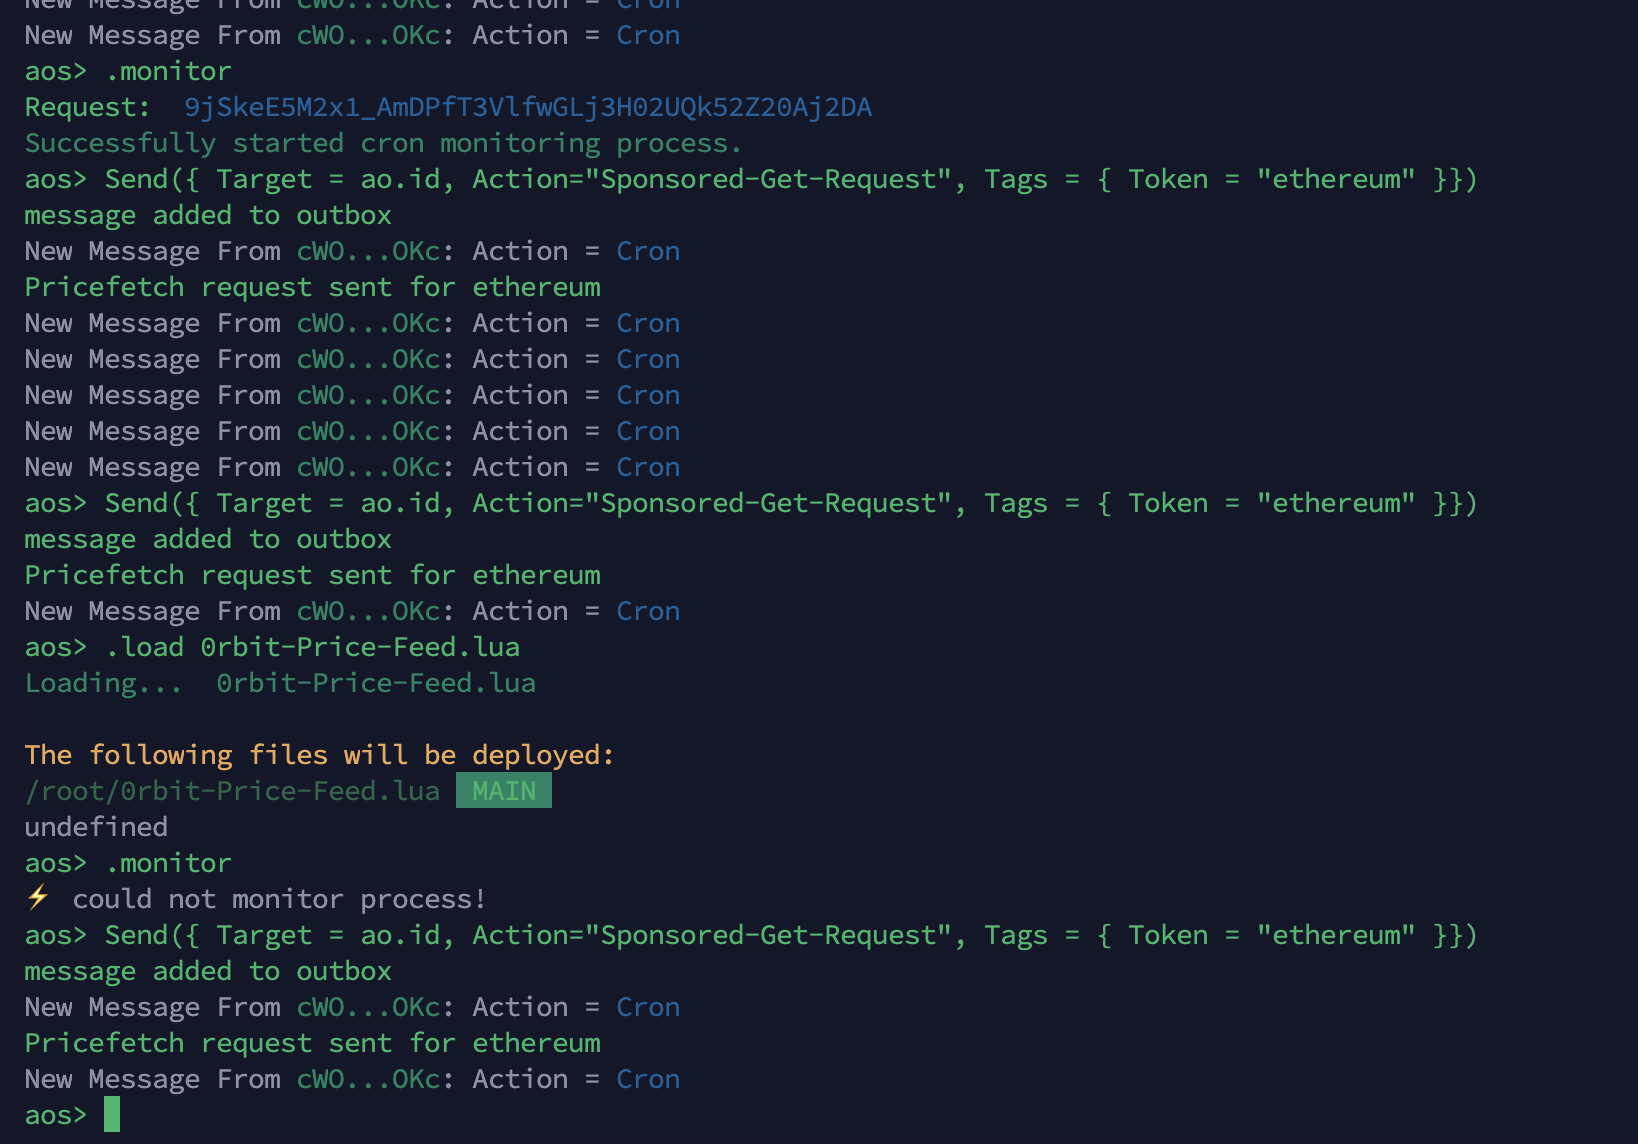 New Message From cWO...OKc: Action = Cron
New Message From cWO...OKc: Action = Cron
aos> .monitor
Request:  9jSkeE5M2x1_AmDPfT3VlfwGLj3H02UQk52Z20Aj2DA
Successfully started cron monitoring process.
aos> Send({ Target = ao.id, Action="Sponsored-Get-Request", Tags = { Token = "ethereum" }})
message added to outbox
New Message From cWO...OKc: Action = Cron
Pricefetch request sent for ethereum
New Message From cWO...OKc: Action = Cron
New Message From cWO...OKc: Action = Cron
New Message From cWO...OKc: Action = Cron
New Message From cWO...OKc: Action = Cron
New Message From cWO...OKc: Action = Cron
aos> Send({ Target = ao.id, Action="Sponsored-Get-Request", Tags = { Token = "ethereum" }})
message added to outbox
Pricefetch request sent for ethereum
New Message From cWO...OKc: Action = Cron
aos> .load 0rbit-Price-Feed.lua
Loading...  0rbit-Price-Feed.lua
The following files will be deployed:
/root/0rbit-Price-Feed.lua MAIN
undefined
aos> .monitor
⚡ could not monitor process!
aos> Send({ Target = ao.id, Action="Sponsored-Get-Request", Tags = { Token = "ethereum" }})
message added to outbox
New Message From cWO...OKc: Action = Cron
Pricefetch request sent for ethereum
New Message From cWO...OKc: Action = Cron
aos>